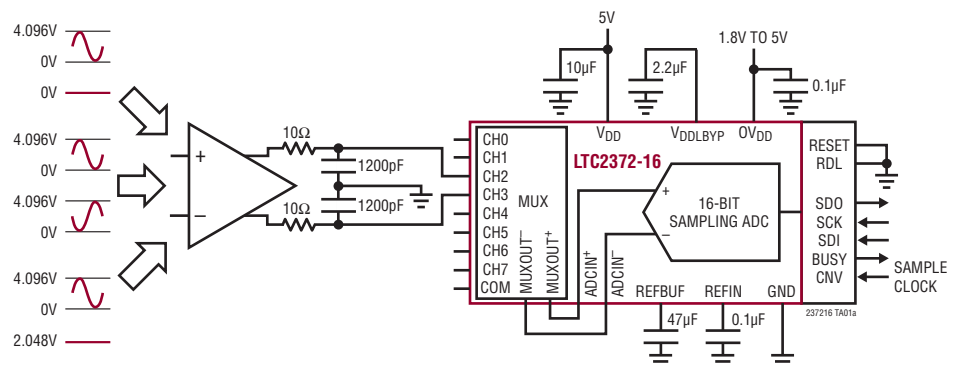 4.096V
0V
0V
4.096V
0V
4.096V
0V
4.096V
0V
2.048V
+
–
10Ω
10Ω
1200pF
1200pF
5V
10µF
2.2µF
1.8V TO 5V
0.1µF
VDD
VDDLBYP
OVDD
LTC2372-16
CH0
CH1
CH2
CH3
CH4
CH5
CH6
CH7
COM
MUX
MUXOUT–
MUXOUT+
ADCIN+
ADCIN–
+
–
16-BIT
SAMPLING ADC
REFBUF
REFIN
GND
47µF
0.1µF
RESET
RDL
SDO
SCK
SDI
BUSY
CNV
SAMPLE
CLOCK
237216 TA01a